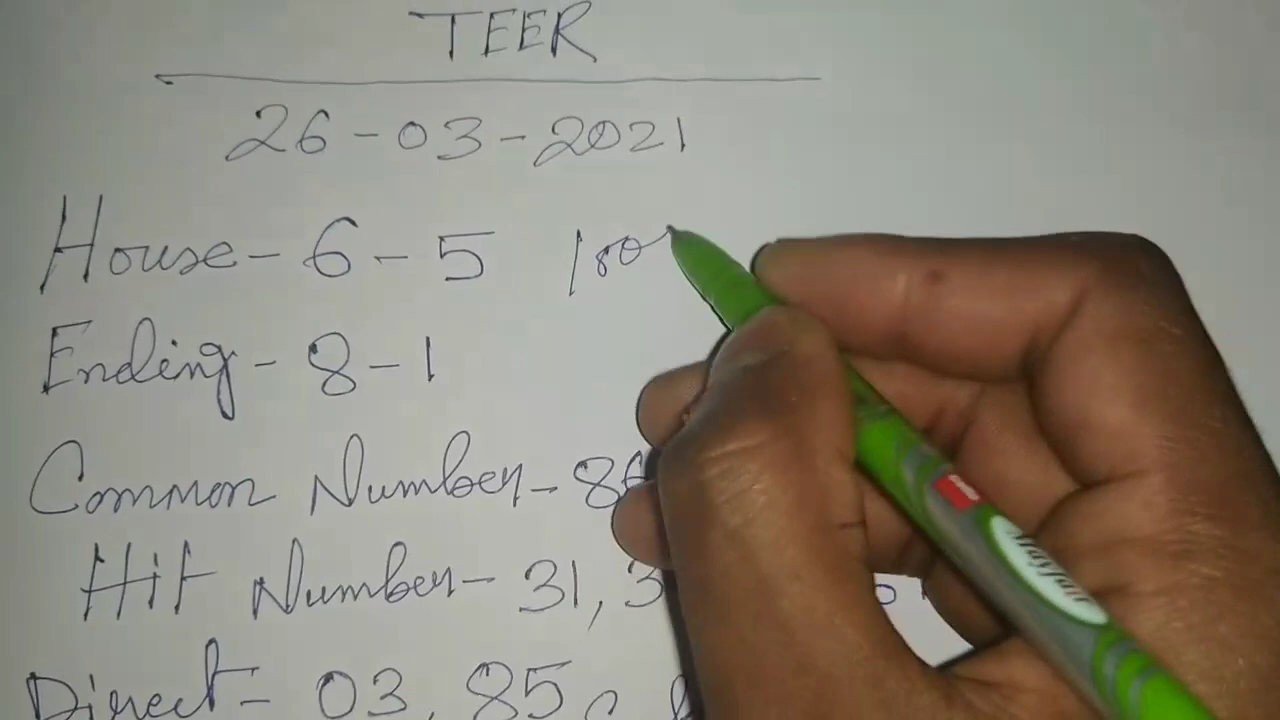 TEER
26-03-2021
House-6-5 100
Ending-8-1
Common Number-86
Hit Number-31, 3
Direct-03, 85,